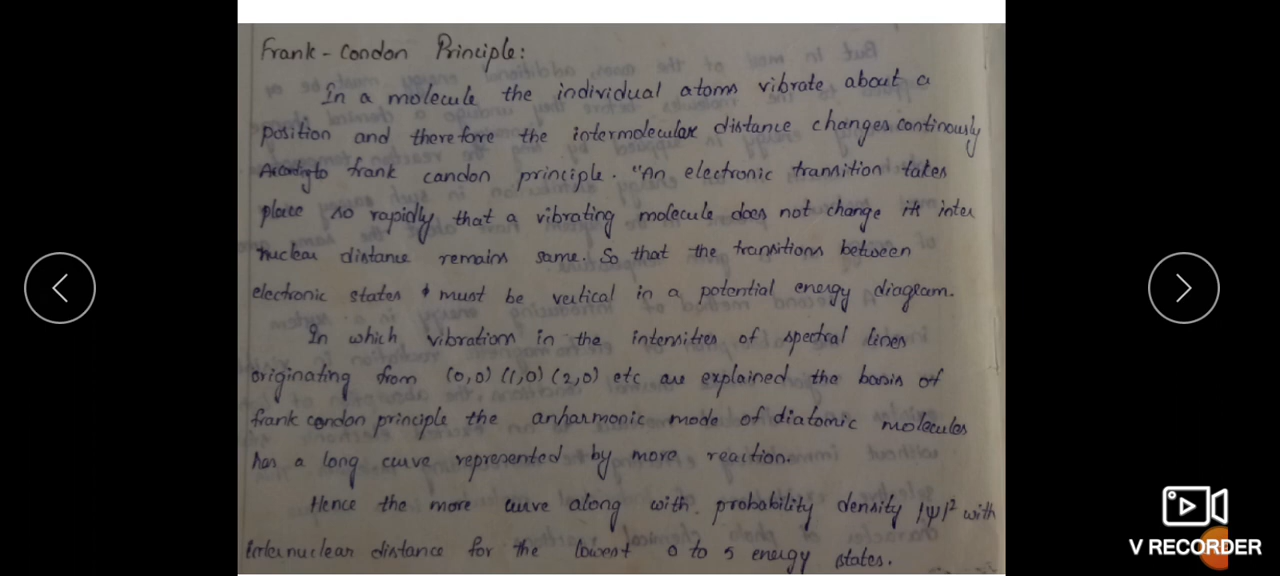 Frank - Condon Principle:
In a molecule the individual atoms vibrate about a
position and therefore the intermolecular distance changes continously
According to frank candon principle. "An electronic transition takes
place so rapidly that a vibrating molecule does not change its inter
nuclear distance remains same. So that the transitions between
electronic states must be vertical in a potential energy diagram.
In which vibrations in the intensities of spectral lines
originating from (0,0) (1,0) (2,0) etc are explained the basis of
frank condon principle the anharmonic mode of diatomic molecules
has a long curve represented by more reaction.
Hence the more curve along with probability density |ψ|² with
internuclear distance for the lowest 0 to 5 energy states.
V RECORDER